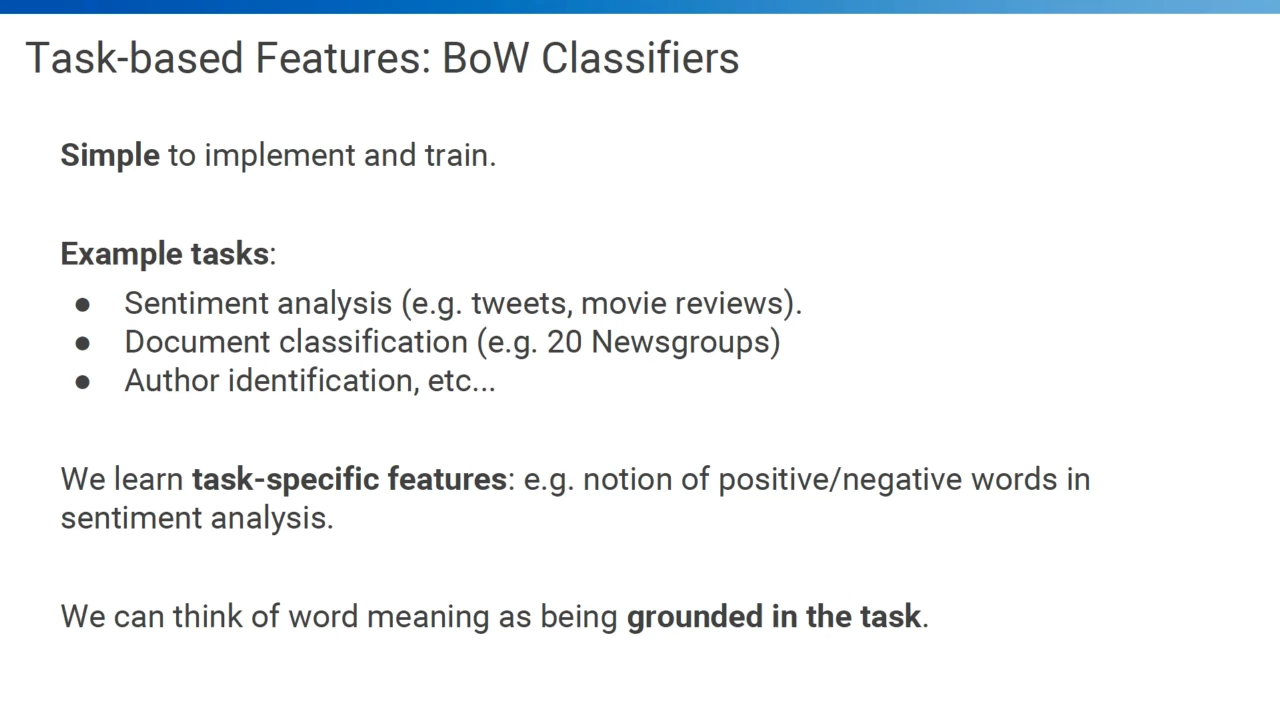 Task-based Features: BoW Classifiers
Simple to implement and train.
Example tasks:
● Sentiment analysis (e.g. tweets, movie reviews).
● Document classification (e.g. 20 Newsgroups)
● Author identification, etc...
We learn task-specific features: e.g. notion of positive/negative words in
sentiment analysis.
We can think of word meaning as being grounded in the task.